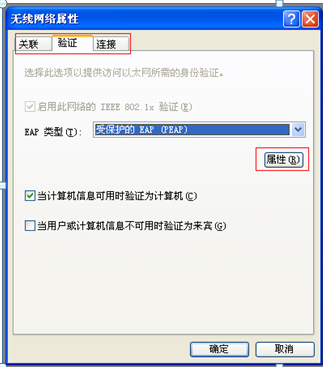 无线网络属性
关联 验证 连接
选择此选项以提供访问以太网所需的身份验证。
启用此网络的 IEEE 802.1x 验证(E)
EAP 类型(T): 受保护的 EAP (PEAP)
属性(R)
当计算机信息可用时验证为计算机(C)
当用户或计算机信息不可用时验证为来宾(G)
确定 取消